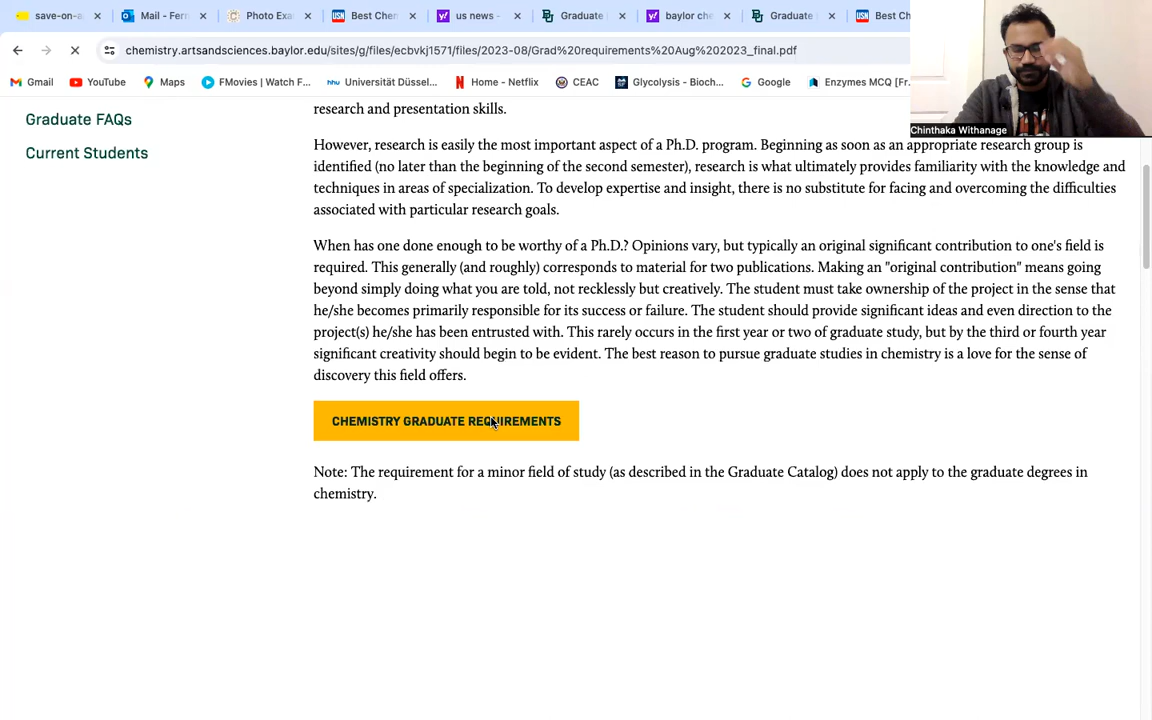 save-on-a
Mail - Fern
Photo Exa
Best Chen
us news -
Graduate
baylor che
Graduate
Best Ch
chemistry.artsandsciences.baylor.edu/sites/g/files/ecbvkj1571/files/2023-08/Grad%20requirements%20Aug%202023_final.pdf
Gmail
YouTube
Maps
FMovies | Watch F...
hhu Universität Düssel...
Home - Netflix
CEAC
Glycolysis - Bioch...
Google
Enzymes MCQ [Fr.
Chinthaka Withanage
Graduate FAQs
Current Students
research and presentation skills.
However, research is easily the most important aspect of a Ph.D. program. Beginning as soon as an appropriate research group is
identified (no later than the beginning of the second semester), research is what ultimately provides familiarity with the knowledge and
techniques in areas of specialization. To develop expertise and insight, there is no substitute for facing and overcoming the difficulties
associated with particular research goals.
When has one done enough to be worthy of a Ph.D.? Opinions vary, but typically an original significant contribution to one's field is
required. This generally (and roughly) corresponds to material for two publications. Making an "original contribution" means going
beyond simply doing what you are told, not recklessly but creatively. The student must take ownership of the project in the sense that
he/she becomes primarily responsible for its success or failure. The student should provide significant ideas and even direction to the
project(s) he/she has been entrusted with. This rarely occurs in the first year or two of graduate study, but by the third or fourth year
significant creativity should begin to be evident. The best reason to pursue graduate studies in chemistry is a love for the sense of
discovery this field offers.
CHEMISTRY GRADUATE REQUIREMENTS
Note: The requirement for a minor field of study (as described in the Graduate Catalog) does not apply to the graduate degrees in
chemistry.